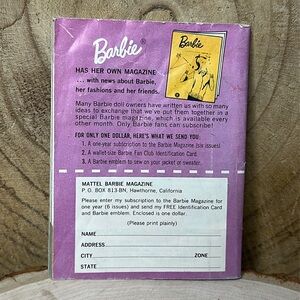 Barbie®
Barbie
HAS HER OWN MAGAZINE
... with news about Barbie,
her fashions and her friends.
Many Barbie doll owners have written us with so many
ideas to exchange that we've put them together in a
special Barbie magazine, which is available every
other month. Only Barbie fans can subscribe!
FOR ONLY ONE DOLLAR, HERE'S WHAT WE SEND YOU:
1. A one-year subscription to the Barbie Magazine (six issues)
2. A wallet-size Barbie Fan Club Identification Card.
3. A Barbie emblem to sew on your jacket or sweater.
MATTEL BARBIE MAGAZINE
P. O. BOX 813-BN, Hawthorne, California
Please enter my subscription to the Barbie Magazine for
one year (6 issues) and send my FREE Identification Card
and Barbie emblem. Enclosed is one dollar.
(Please print plainly)
NAME
ADDRESS
CITY ZONE
STATE